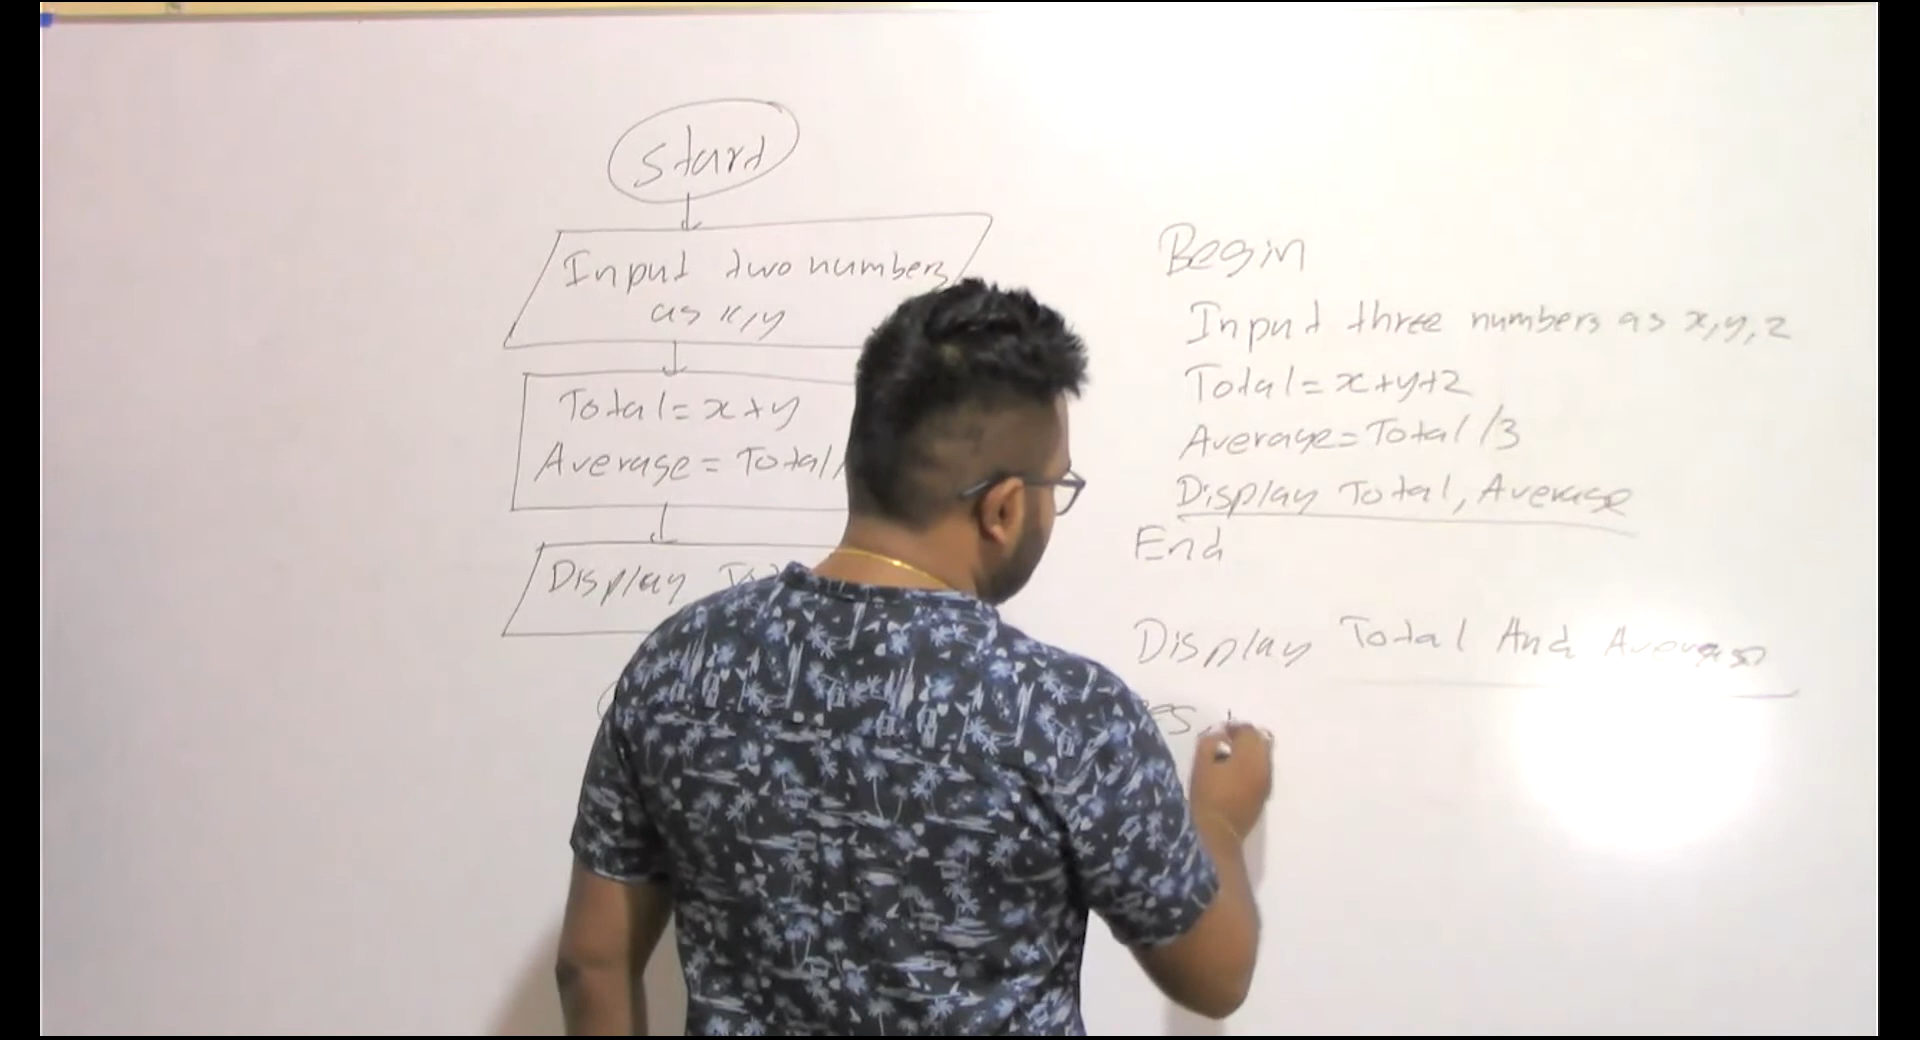 Start
Input two numbers
as x,y
Total = x+y
Average = Total/
Display
Begin
Input three numbers as x,y,z
Total = x+y+z
Average = Total/3
Display Total, Average
End
Display Total And Average